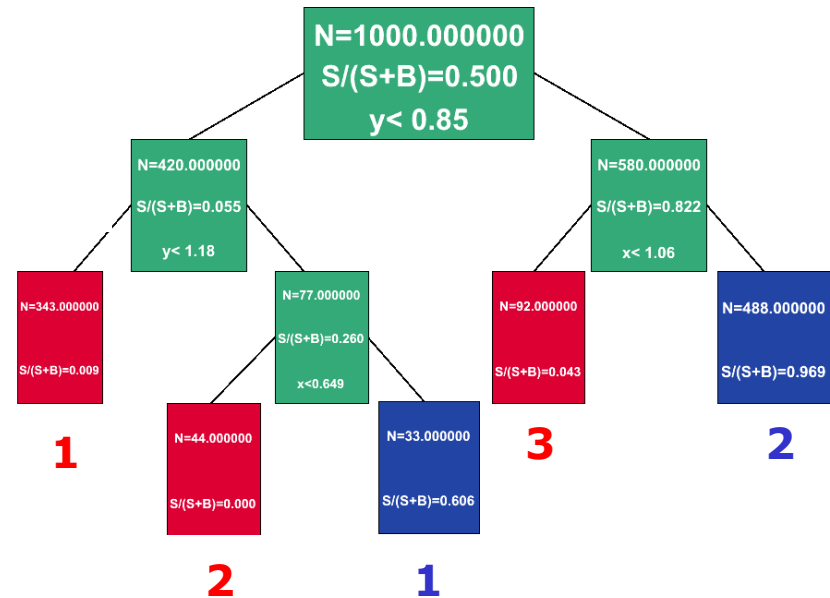 N=1000.000000
S/(S+B)=0.500
y< 0.85
N=420.000000
S/(S+B)=0.055
y< 1.18
N=580.000000
S/(S+B)=0.822
x< 1.06
N=343.000000
S/(S+B)=0.009
N=77.000000
S/(S+B)=0.260
x<0.649
N=92.000000
S/(S+B)=0.043
N=488.000000
S/(S+B)=0.969
1
N=44.000000
S/(S+B)=0.000
N=33.000000
S/(S+B)=0.606
3
2
2
1